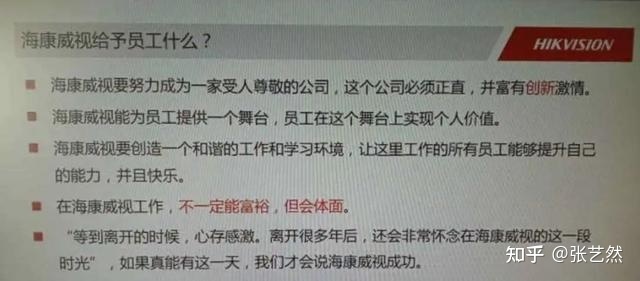 海康威视给予员工什么？
HIKVISION
海康威视要努力成为一家受人尊敬的公司，这个公司必须正直，并富有创新激情。
海康威视能为员工提供一个舞台，员工在这个舞台上实现个人价值。
海康威视要创造一个和谐的工作和学习环境，让这里工作的所有员工能够提升自己
的能力，并且快乐。
在海康威视工作，不一定能富裕，但会体面。
“等到离开的时候，心存感激。离开很多年后，还会非常怀念在海康威视的这一段
时光”，如果真能有这一天，我们才会说海康威视成功。
知乎 @张艺然